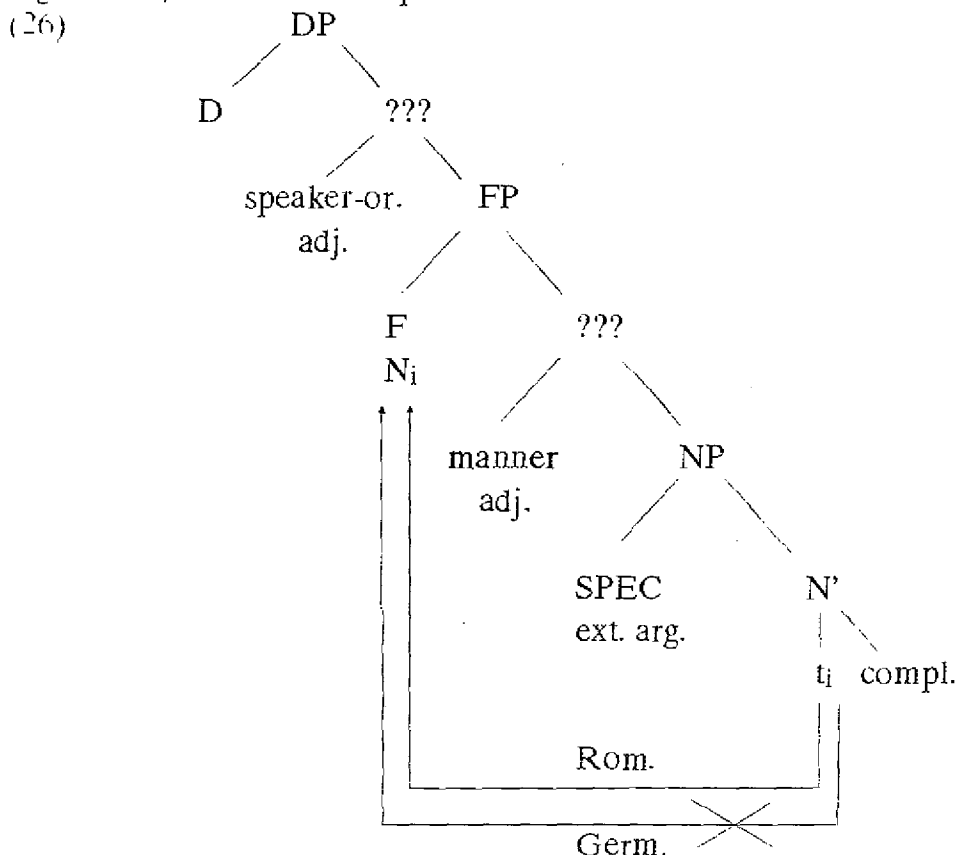 (26)
DP
D
???
speaker-or.
adj.
FP
F
Ni
???
manner
adj.
NP
SPEC
ext. arg.
N'
ti compl.
Rom.
Germ.